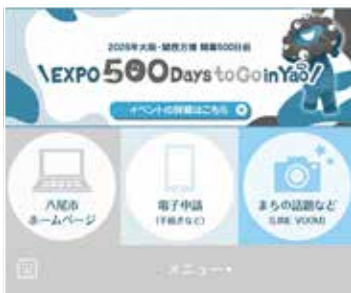 2025年大阪・関西万博 開幕500日前
\EXPO 500 Days to Go in Yao/
イベントの詳細はこちら
八尾市
ホームページ
電子申請
(手続きなど)
まちの話題など
(LINE VOOM)
メニュー▾